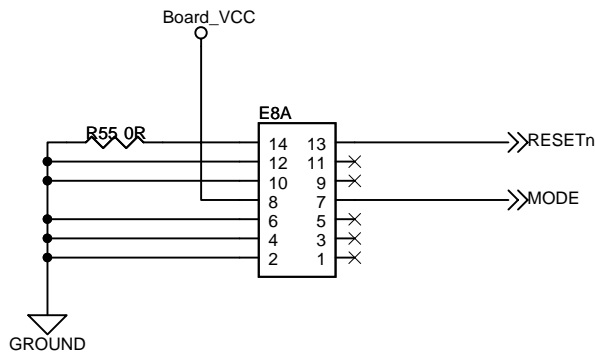 Board_VCC
E8A
R55 0R
14 13 RESETn
12 11
10 9
8 7 MODE
6 5
4 3
2 1
GROUND